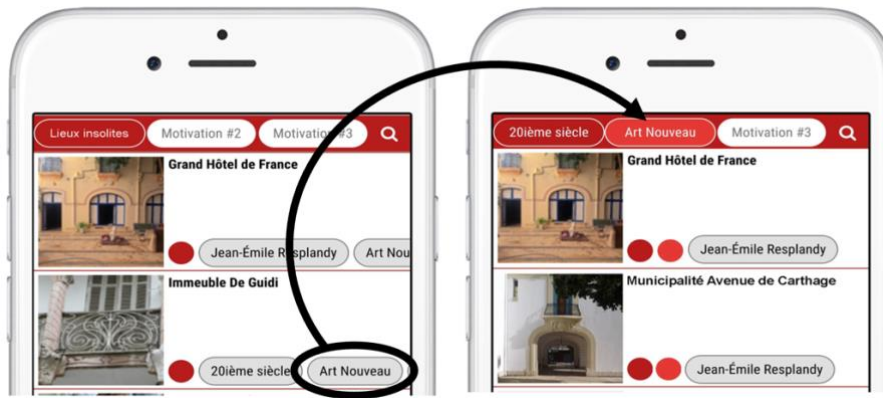 Lieux insolites Motivation #2 Motivation #3
Grand Hôtel de France
Jean-Émile Resplandy Art Nou
Immeuble De Guidi
20ième siècle Art Nouveau
20ième siècle Art Nouveau Motivation #3
Grand Hôtel de France
Jean-Émile Resplandy
Municipalité Avenue de Carthage
Jean-Émile Resplandy